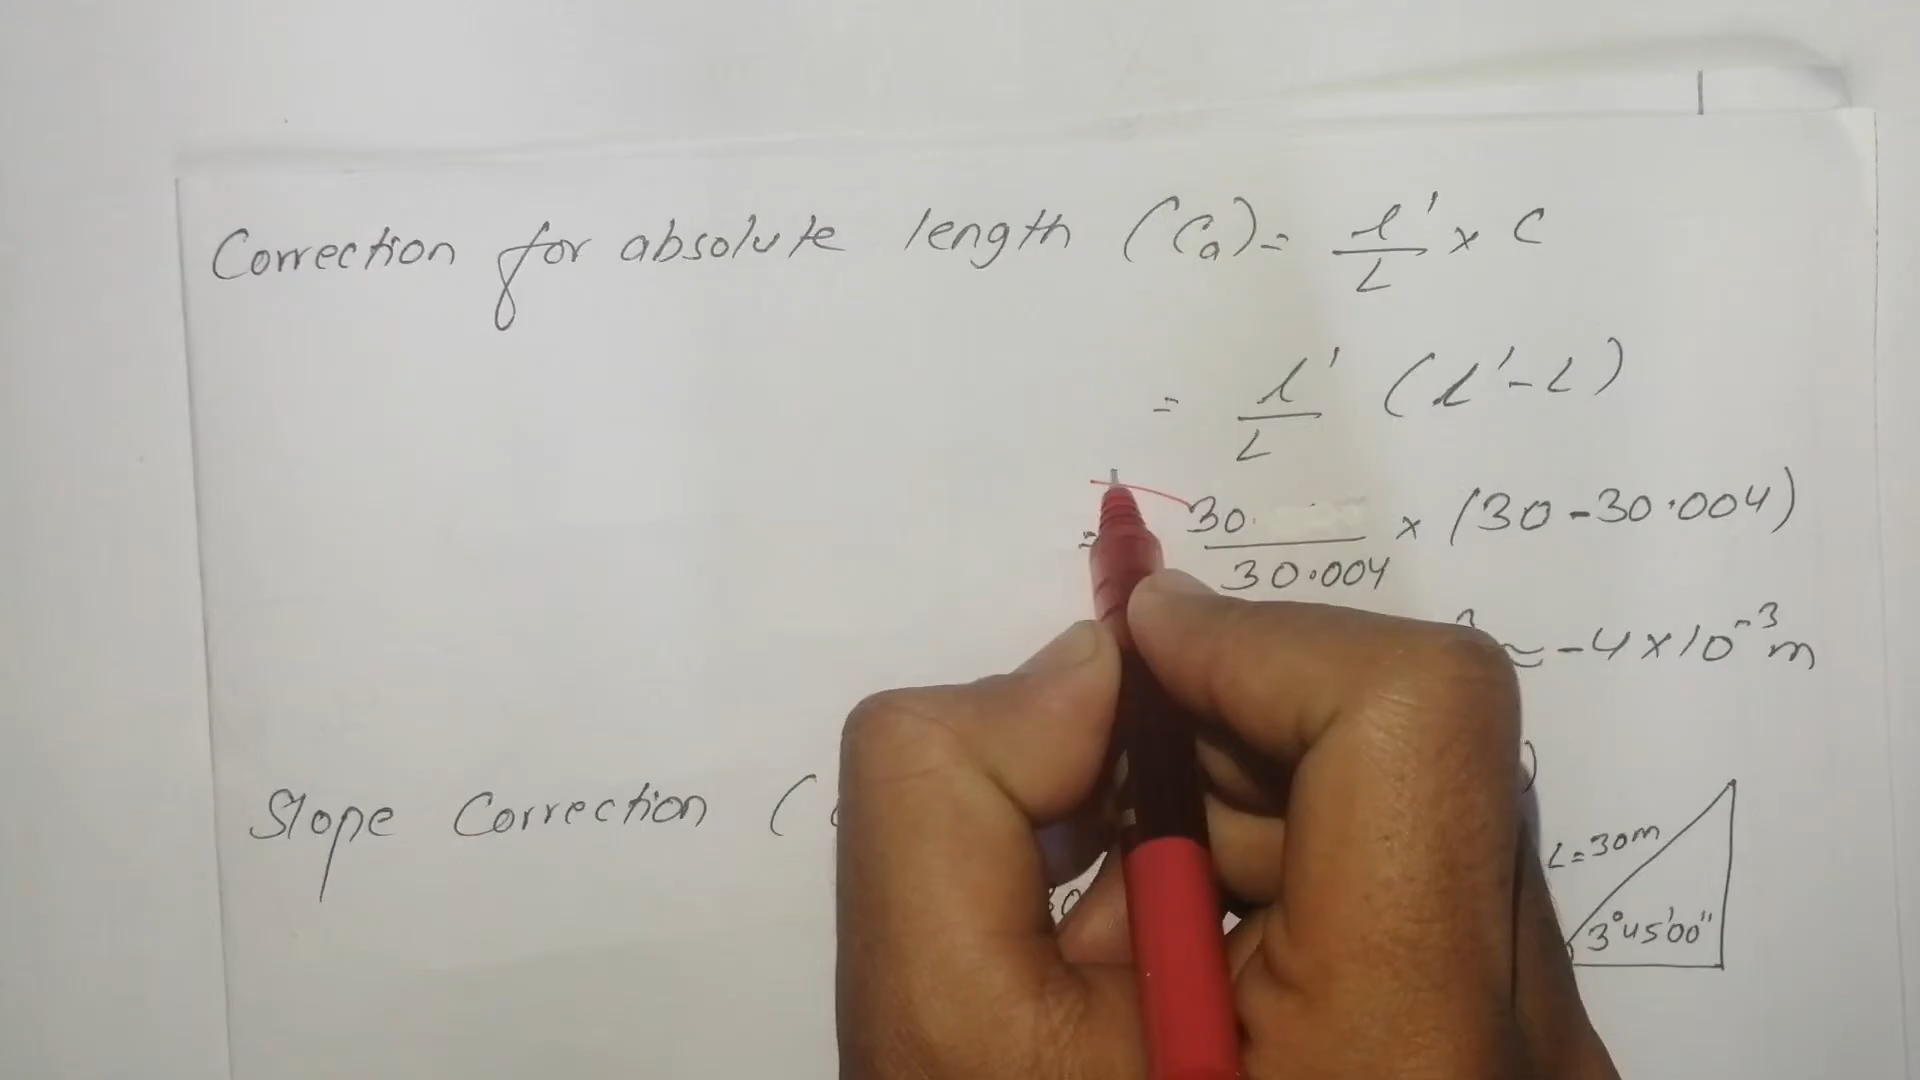 Correction for absolute length (Ca) = l'/L × C
= l'/L (l'-L)
= 30./30.004 × (30-30.004)
≈ -4×10⁻³m
Slope Correction (
L=30m
3°45'00"